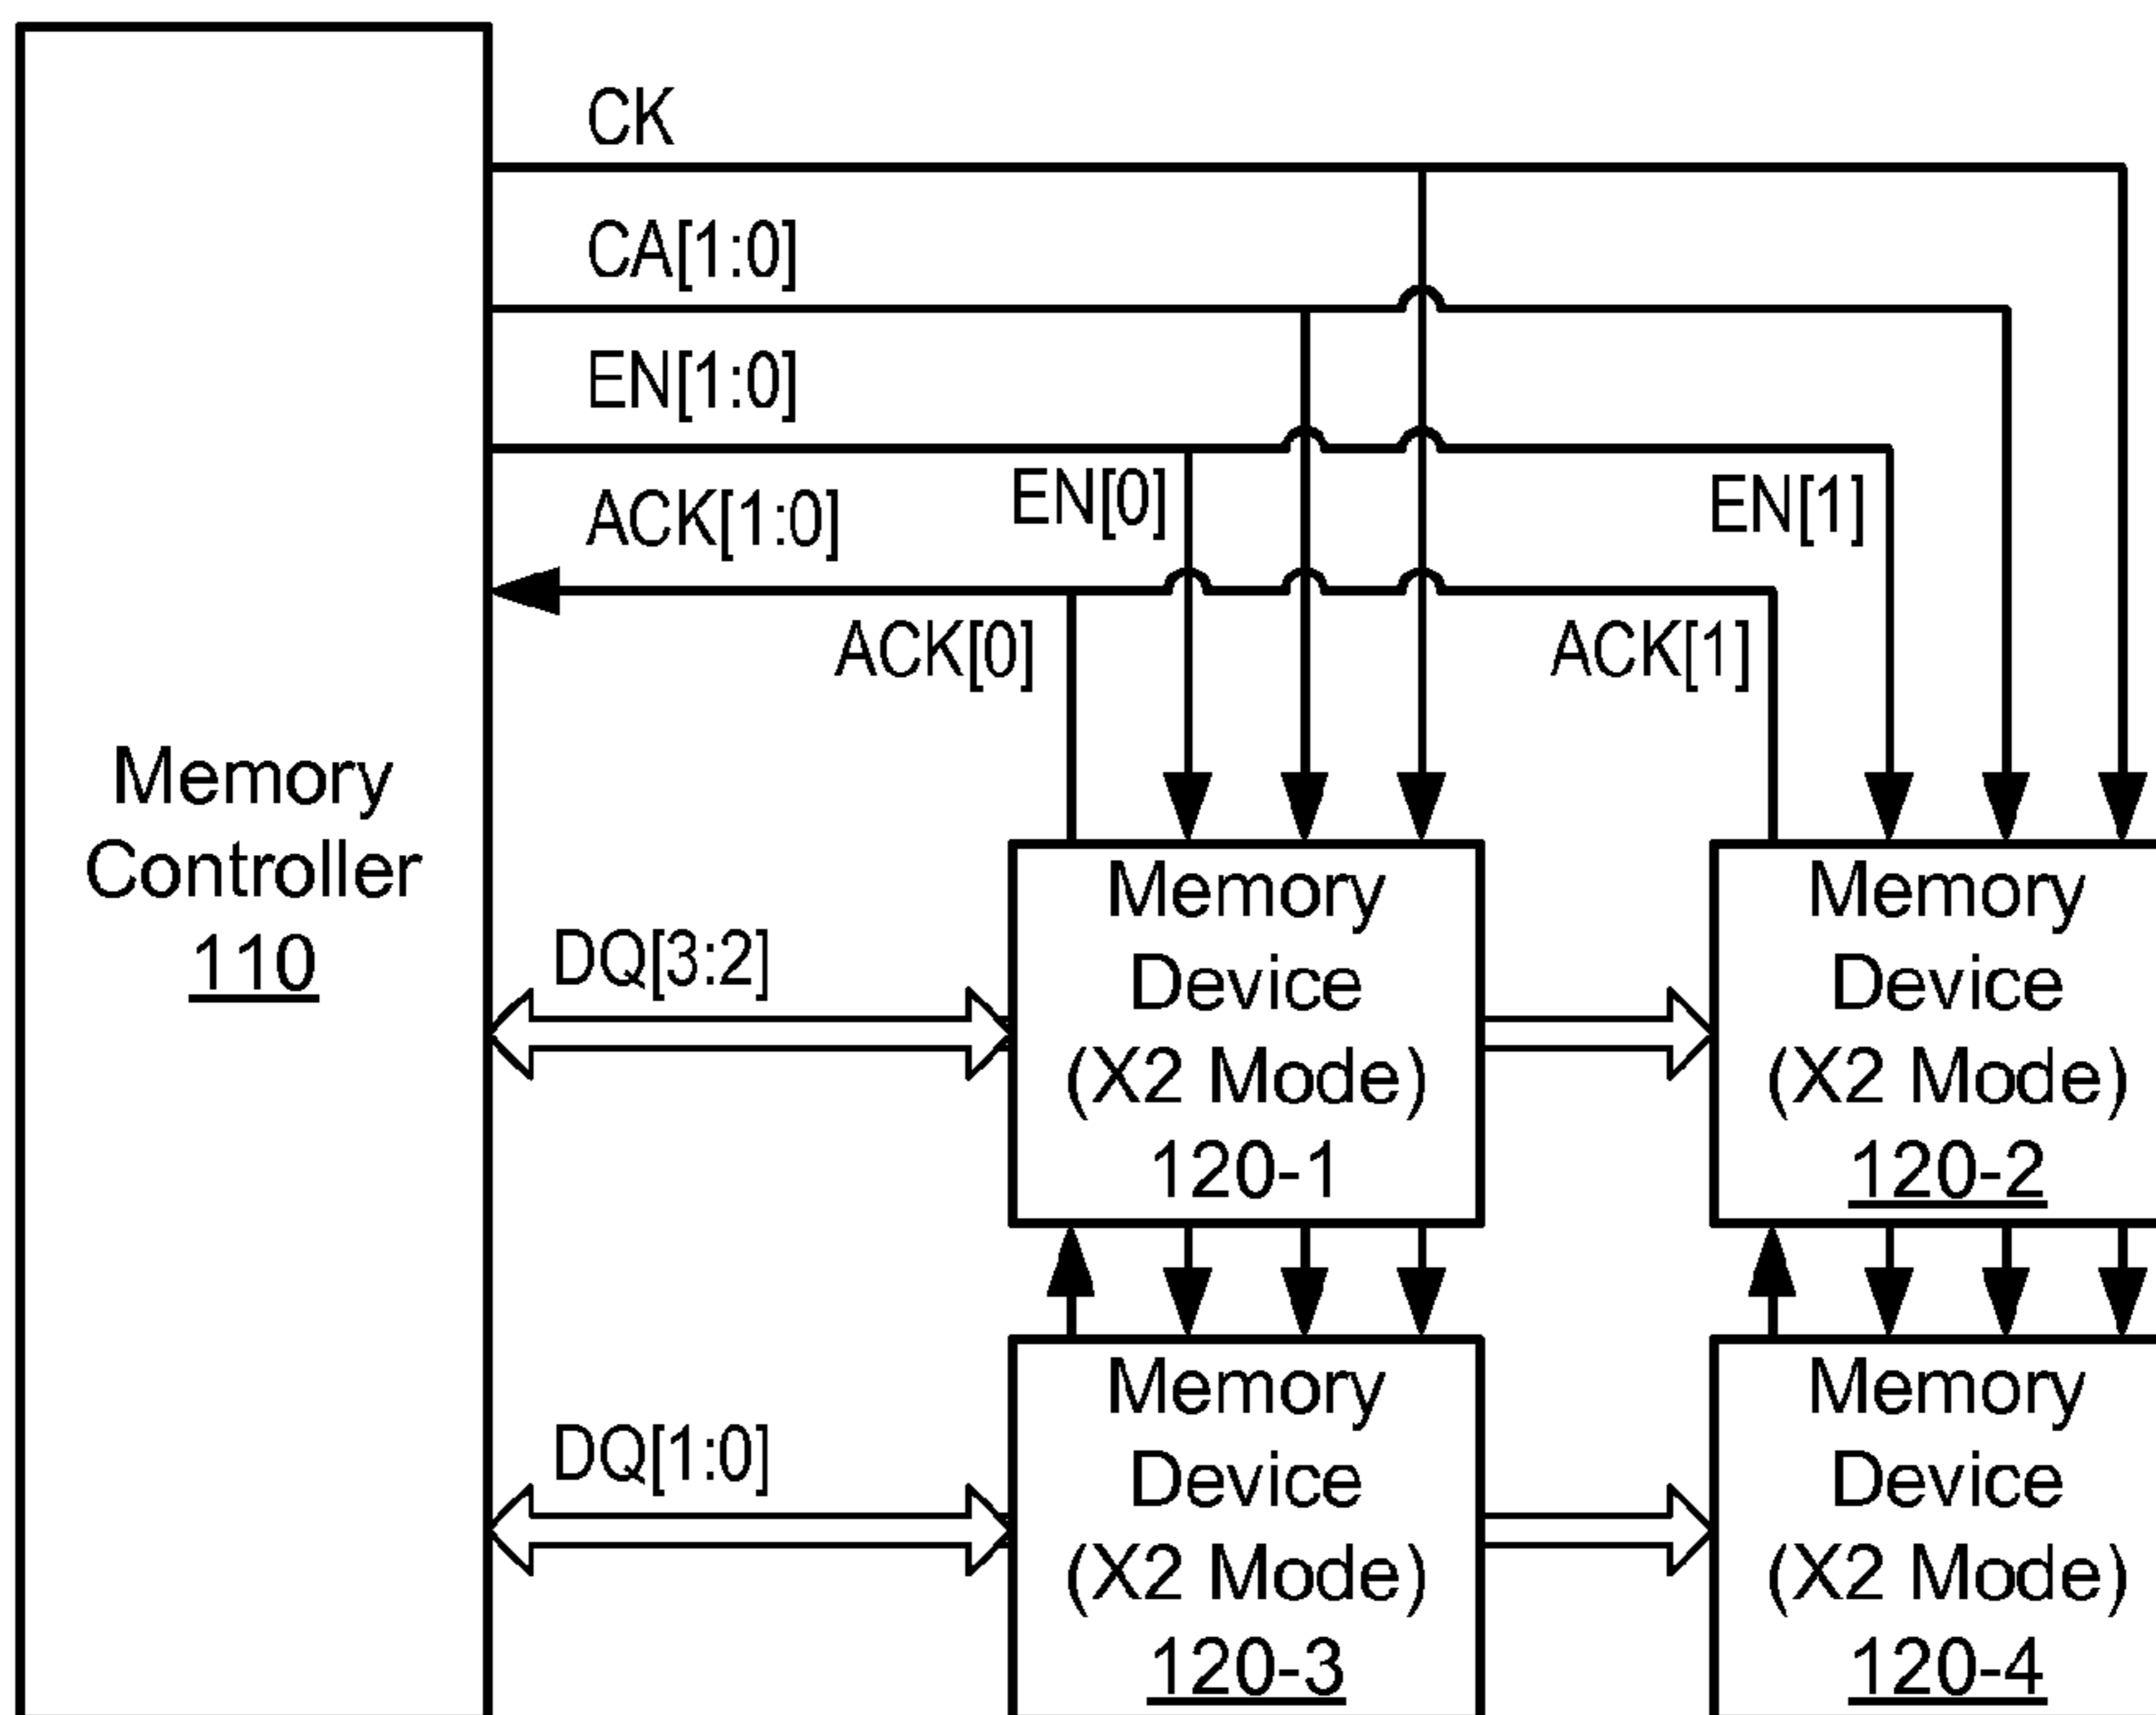 CK
CA[1:0]
EN[1:0]
EN[0]
EN[1]
ACK[1:0]
ACK[0]
ACK[1]
Memory
Controller
110
DQ[3:2]
Memory
Device
(X2 Mode)
120-1
Memory
Device
(X2 Mode)
120-2
DQ[1:0]
Memory
Device
(X2 Mode)
120-3
Memory
Device
(X2 Mode)
120-4